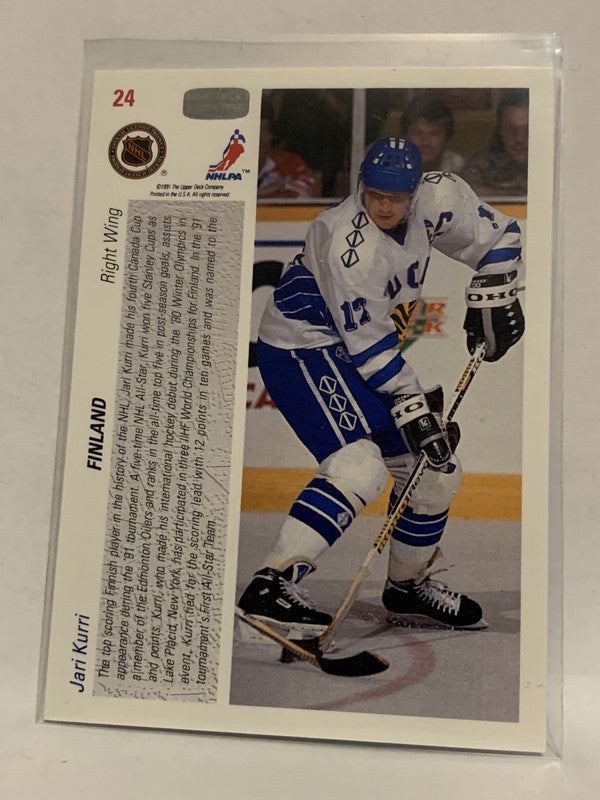 24
NHL
®
NHLPA
©1991 The Upper Deck Company
Printed in the U.S.A. All rights reserved.
Jari Kurri
FINLAND
Right Wing
The top scoring Finnish player in the history of the NHL, Jari Kurri made his fourth Canada Cup
appearance during the '91 tournament. A five-time NHL All-Star, Kurri won five Stanley Cups as
a member of the Edmonton Oilers and ranks in the all-time top five in post-season goals, assists
and points. Kurri, who made his international hockey debut during the '80 Winter Olympics in
Lake Placid, New York, has participated in three IIHF World Championships for Finland. In the '91
event, Kurri tied for the scoring lead with 12 points in ten games and was named to the
tournament's First All-Star Team.
17
OHO
HO